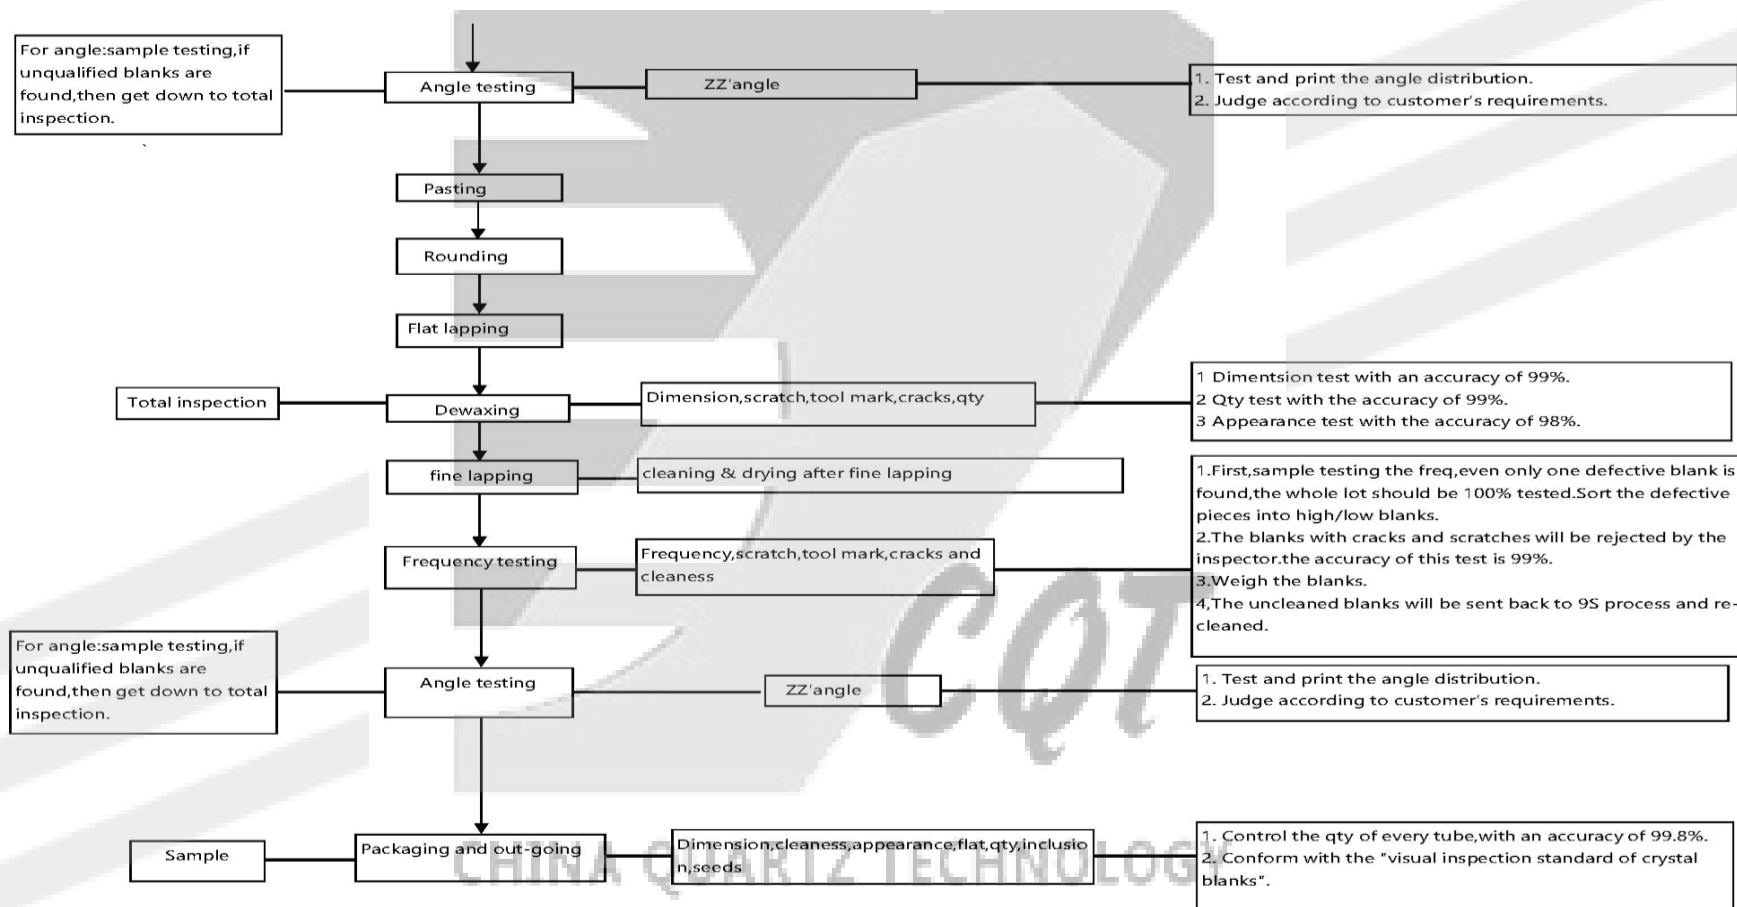 For angle:sample testing,if
unqualified blanks are
found,then get down to total
inspection.
Angle testing
ZZ'angle
1. Test and print the angle distribution.
2. Judge according to customer's requirements.
Pasting
Rounding
Flat lapping
Total inspection
Dewaxing
Dimension,scratch,tool mark,cracks,qty
1 Dimentsion test with an accuracy of 99%.
2 Qty test with the accuracy of 99%.
3 Appearance test with the accuracy of 98%.
fine lapping
cleaning & drying after fine lapping
1.First,sample testing the freq,even only one defective blank is
found,the whole lot should be 100% tested.Sort the defective
pieces into high/low blanks.
2.The blanks with cracks and scratches will be rejected by the
inspector.the accuracy of this test is 99%.
3.Weigh the blanks.
4,The uncleaned blanks will be sent back to 9S process and re-
cleaned.
Frequency testing
Frequency,scratch,tool mark,cracks and
cleaness
CQT
For angle:sample testing,if
unqualified blanks are
found,then get down to total
inspection.
Angle testing
ZZ'angle
1. Test and print the angle distribution.
2. Judge according to customer's requirements.
Sample
Packaging and out-going
Dimension,cleaness,appearance,flat,qty,inclusio
n,seeds
1. Control the qty of every tube,with an accuracy of 99.8%.
2. Conform with the "visual inspection standard of crystal
blanks".
CHINA QUARTZ TECHNOLOGY